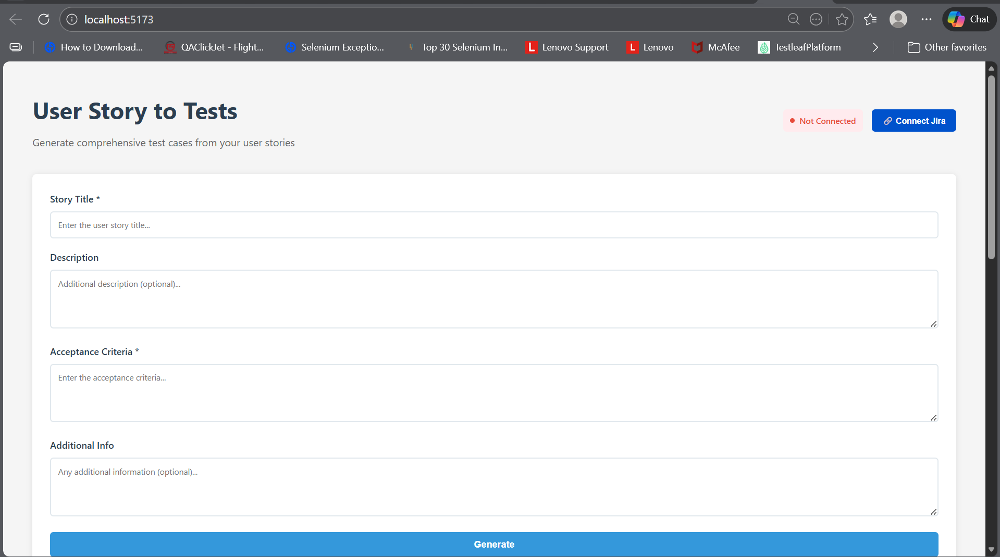 localhost:5173
Chat
How to Download...
QAClickJet - Flight...
Selenium Exceptio...
Top 30 Selenium In...
L Lenovo Support
L Lenovo
McAfee
TestleafPlatform
Other favorites
User Story to Tests
Generate comprehensive test cases from your user stories
Not Connected
Connect Jira
Story Title *
Enter the user story title...
Description
Additional description (optional)...
Acceptance Criteria *
Enter the acceptance criteria...
Additional Info
Any additional information (optional)...
Generate